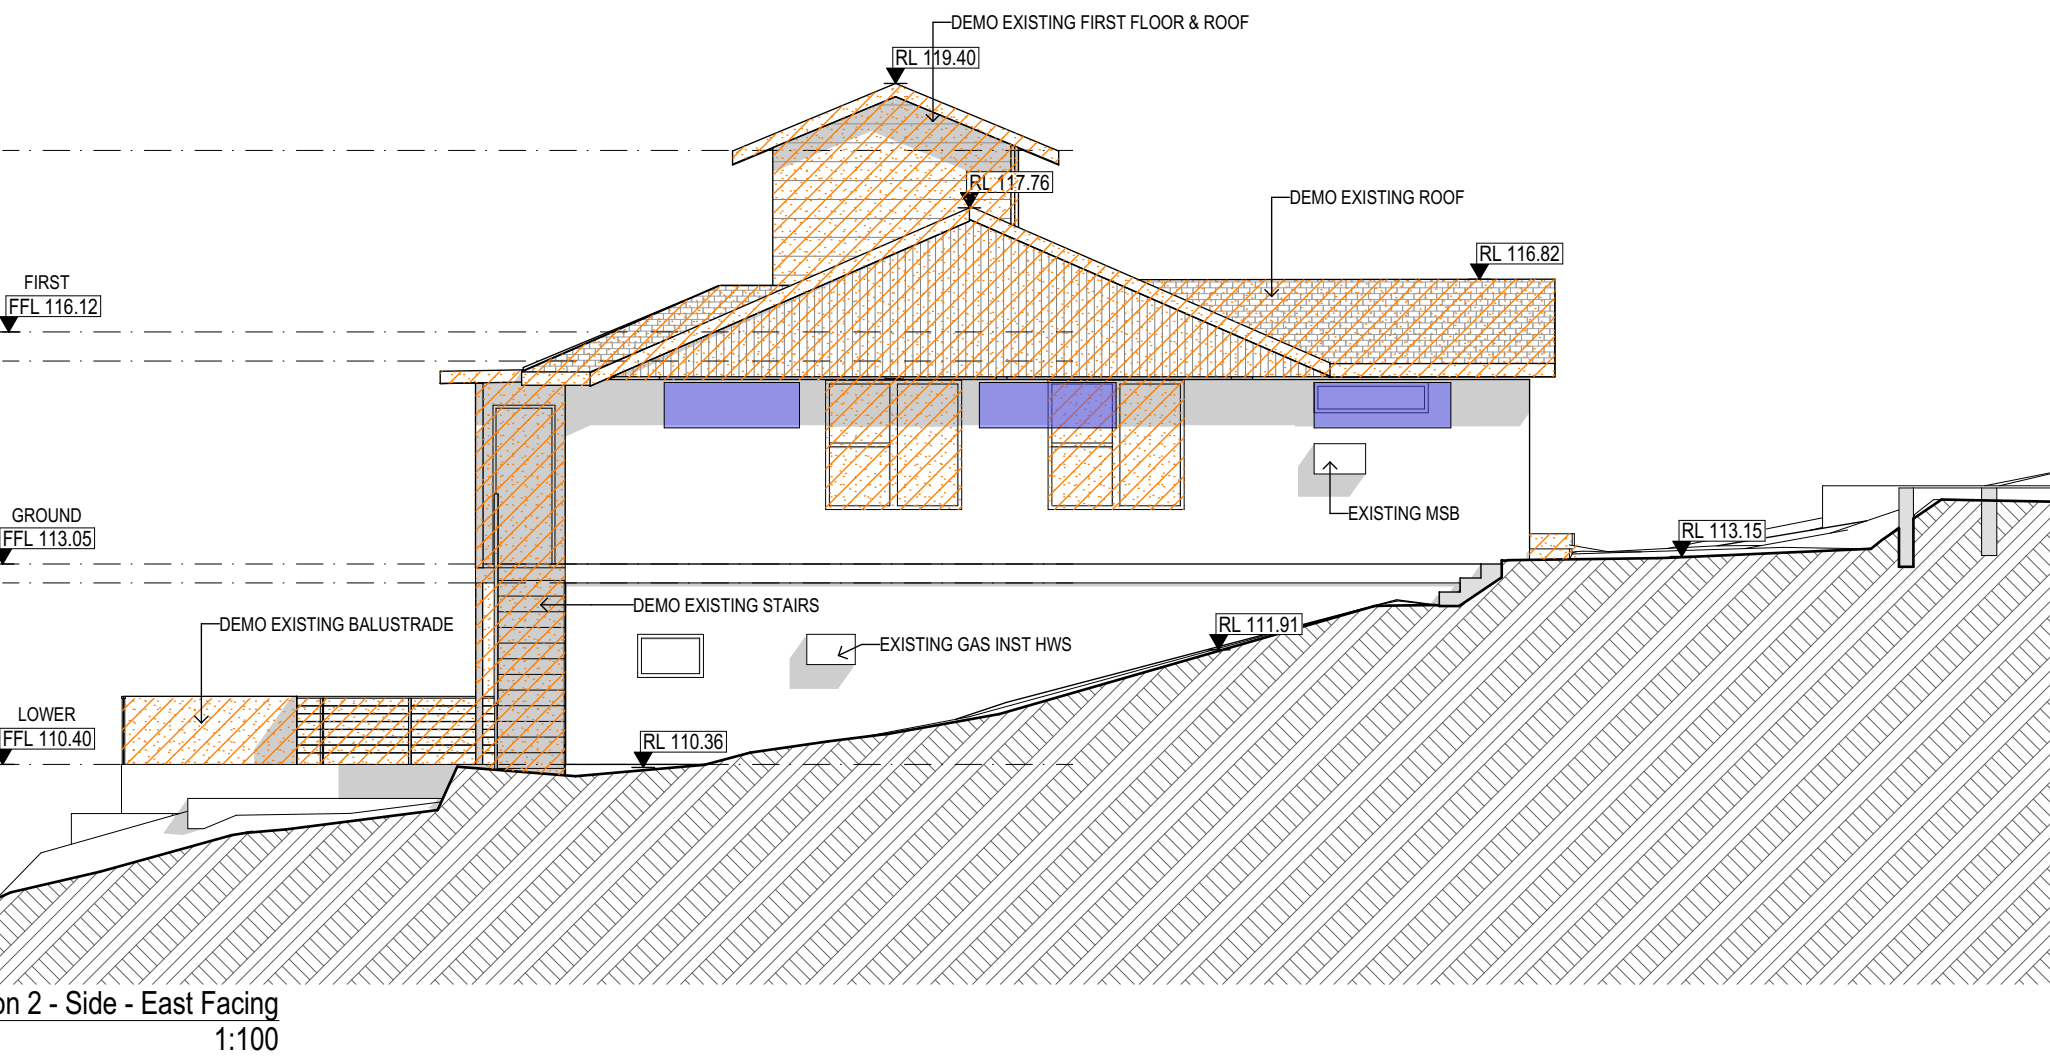 DEMO EXISTING FIRST FLOOR & ROOF
RL 119.40
RL 117.76
DEMO EXISTING ROOF
RL 116.82
FIRST
FFL 116.12
EXISTING MSB
GROUND
FFL 113.05
RL 113.15
DEMO EXISTING STAIRS
DEMO EXISTING BALUSTRADE
RL 111.91
EXISTING GAS INST HWS
LOWER
FFL 110.40
RL 110.36
on 2 - Side - East Facing
1:100